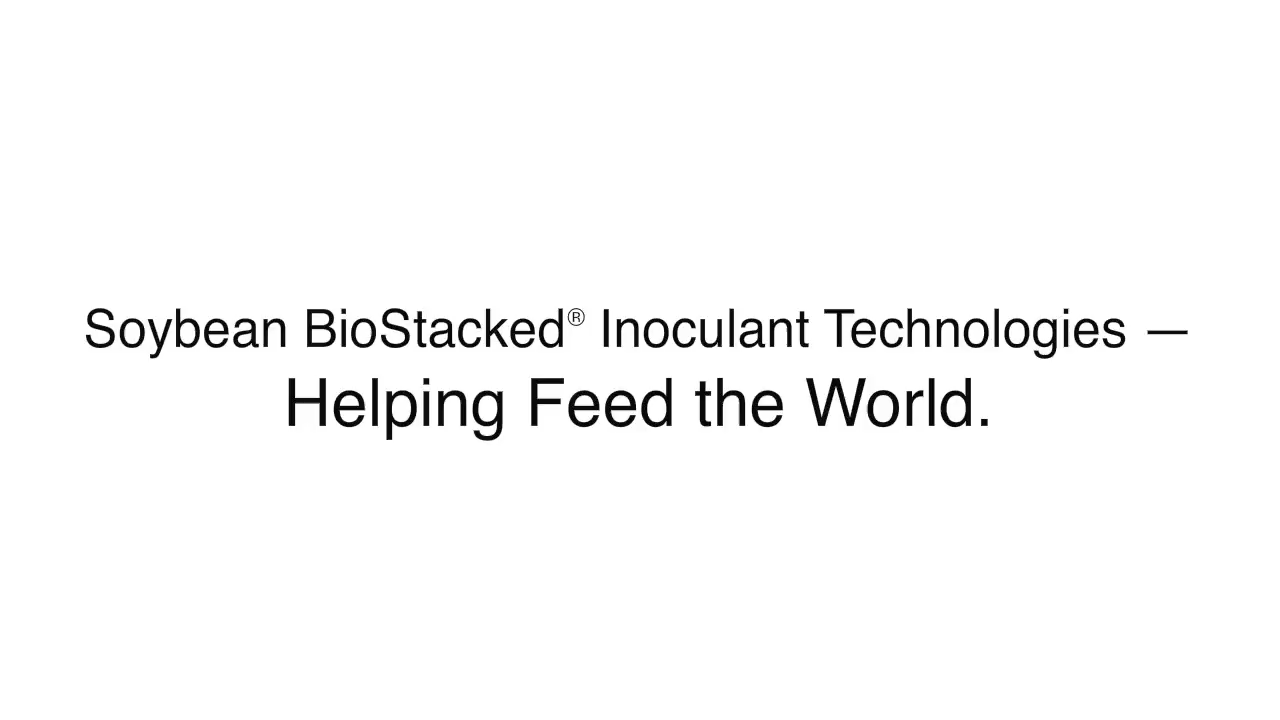 Soybean BioStacked® Inoculant Technologies —
Helping Feed the World.